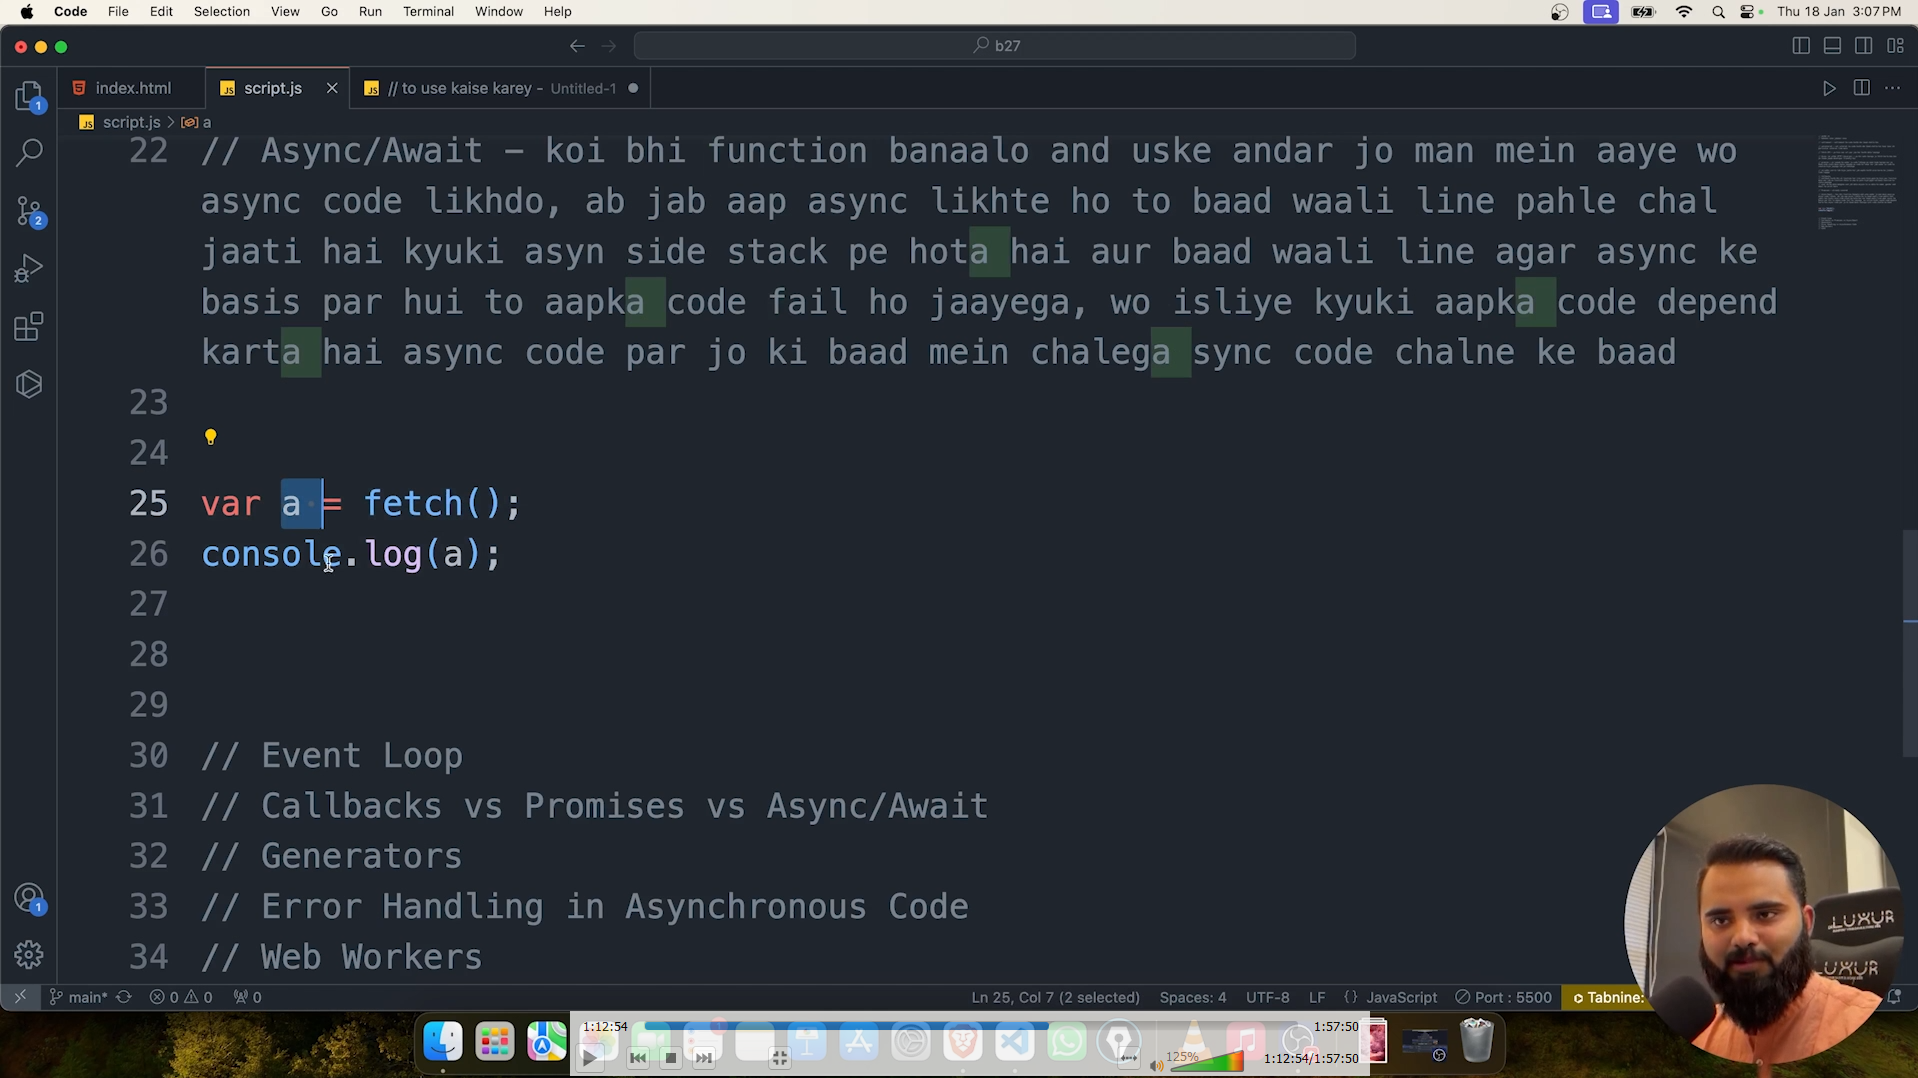 Code File Edit Selection View Go Run Terminal Window Help Thu 18 Jan 3:07 PM
b27
index.html script.js // to use kaise karey - Untitled-1
script.js > a
22 // Async/Await - koi bhi function banaalo and uske andar jo man mein aaye wo
async code likhdo, ab jab aap async likhte ho to baad waali line pahle chal
jaati hai kyuki asyn side stack pe hota hai aur baad waali line agar async ke
basis par hui to aapka code fail ho jaayega, wo isliye kyuki aapka code depend
karta hai async code par jo ki baad mein chalega sync code chalne ke baad
23
24
25 var a = fetch();
26 console.log(a);
27
28
29
30 // Event Loop
31 // Callbacks vs Promises vs Async/Await
32 // Generators
33 // Error Handling in Asynchronous Code
34 // Web Workers
LUXUR
LUXUR
main* 0 0 0 Ln 25, Col 7 (2 selected) Spaces: 4 UTF-8 LF {} JavaScript Port : 5500 Tabnine:
1:12:54 1:57:50
125% 1:12:54/1:57:50